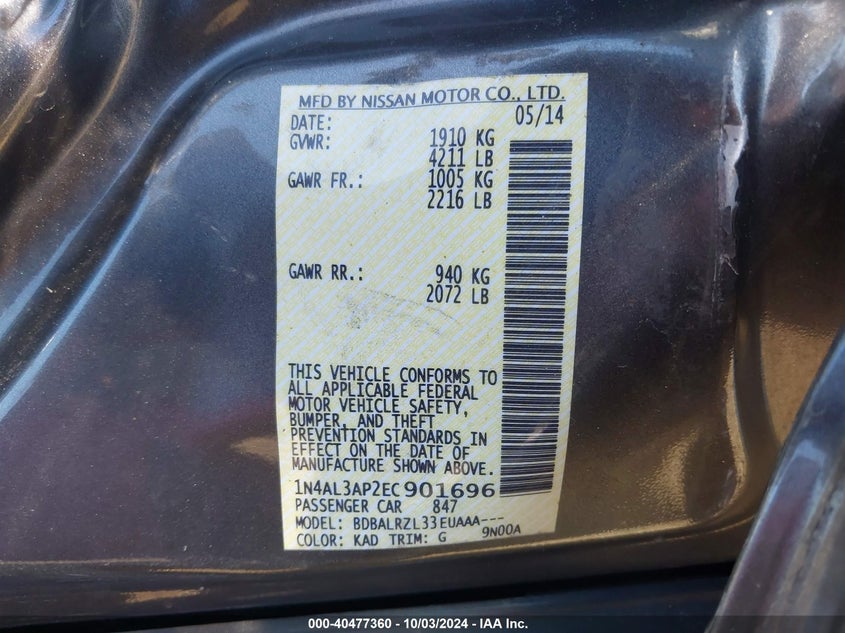 MFD BY NISSAN MOTOR CO., LTD.
DATE: 05/14
GVWR: 1910 KG
4211 LB
GAWR FR.: 1005 KG
2216 LB
GAWR RR.: 940 KG
2072 LB
THIS VEHICLE CONFORMS TO
ALL APPLICABLE FEDERAL
MOTOR VEHICLE SAFETY,
BUMPER, AND THEFT
PREVENTION STANDARDS IN
EFFECT ON THE DATE OF
MANUFACTURE SHOWN ABOVE.
1N4AL3AP2EC901696
PASSENGER CAR 847
MODEL: BDBALRZL33EUAAA---
COLOR: KAD TRIM: G 9N00A
000-40477360 - 10/03/2024 - IAA Inc.